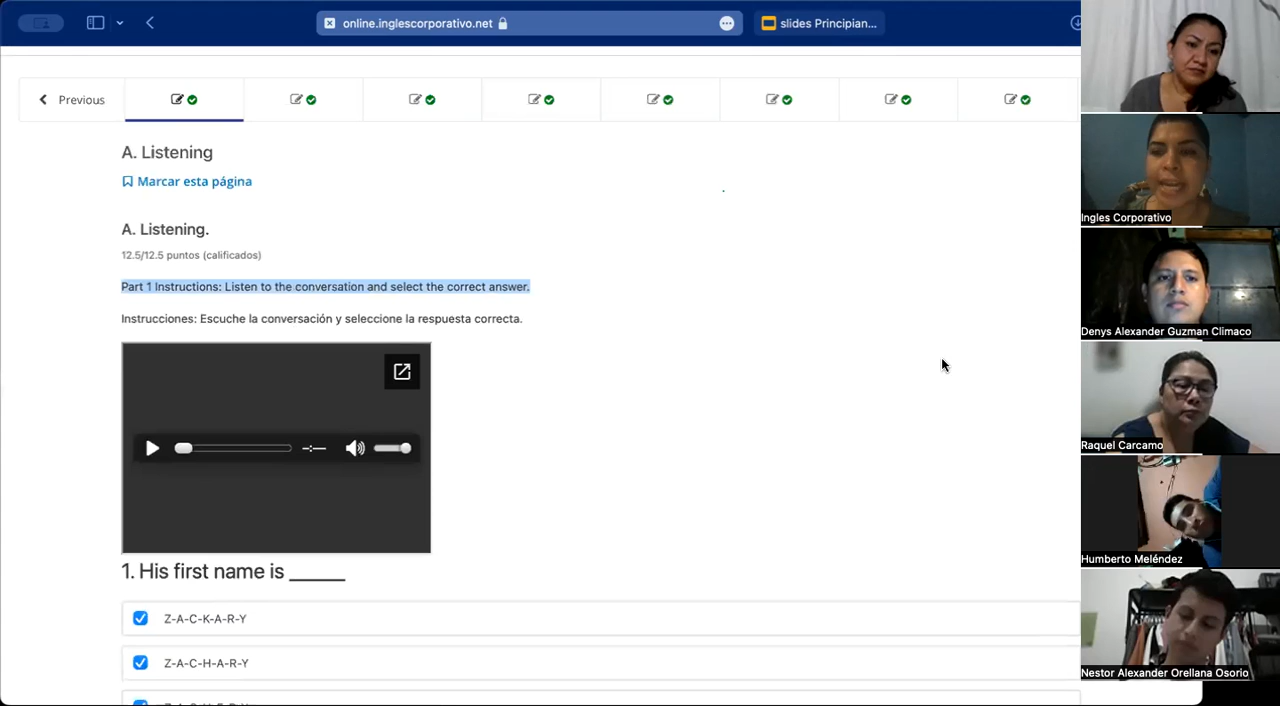 online.inglescorporativo.net
slides Principian...
Previous
A. Listening
Marcar esta página
A. Listening.
12.5/12.5 puntos (calificados)
Part 1 Instructions: Listen to the conversation and select the correct answer.
Instrucciones: Escuche la conversación y seleccione la respuesta correcta.
-:--
1. His first name is ______
Z-A-C-K-A-R-Y
Z-A-C-H-A-R-Y
Ingles Corporativo
Denys Alexander Guzman Climaco
Raquel Carcamo
Humberto Meléndez
Nestor Alexander Orellana Osorio